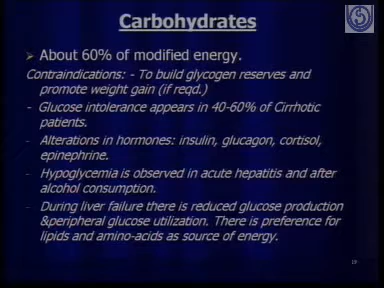 Carbohydrates
➢ About 60% of modified energy.
Contraindications: - To build glycogen reserves and
promote weight gain (if reqd.)
- Glucose intolerance appears in 40-60% of Cirrhotic
patients.
- Alterations in hormones: insulin, glucagon, cortisol,
epinephrine.
- Hypoglycemia is observed in acute hepatitis and after
alcohol consumption.
- During liver failure there is reduced glucose production
&peripheral glucose utilization. There is preference for
lipids and amino-acids as source of energy.